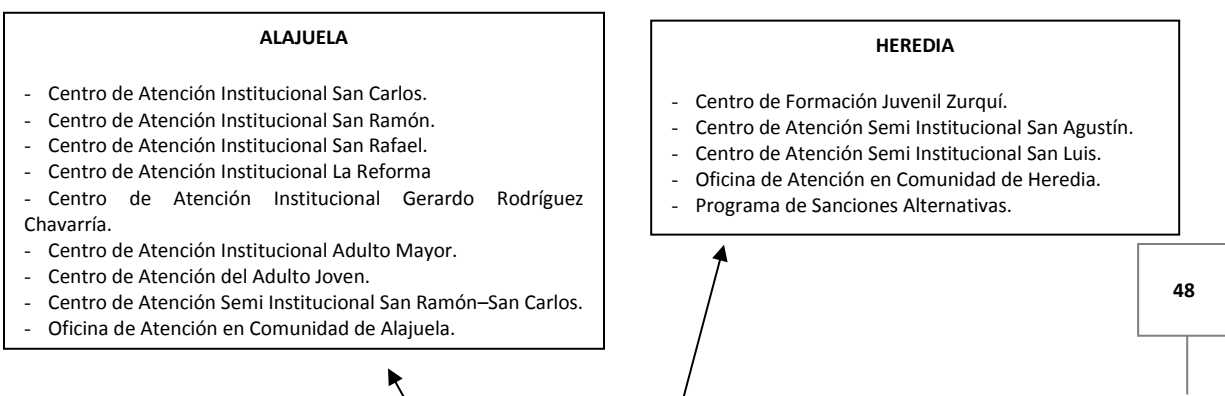 ALAJUELA
- Centro de Atención Institucional San Carlos.
- Centro de Atención Institucional San Ramón.
- Centro de Atención Institucional San Rafael.
- Centro de Atención Institucional La Reforma
- Centro de Atención Institucional Gerardo Rodríguez
Chavarría.
- Centro de Atención Institucional Adulto Mayor.
- Centro de Atención del Adulto Joven.
- Centro de Atención Semi Institucional San Ramón–San Carlos.
- Oficina de Atención en Comunidad de Alajuela.
HEREDIA
- Centro de Formación Juvenil Zurquí.
- Centro de Atención Semi Institucional San Agustín.
- Centro de Atención Semi Institucional San Luis.
- Oficina de Atención en Comunidad de Heredia.
- Programa de Sanciones Alternativas.
48